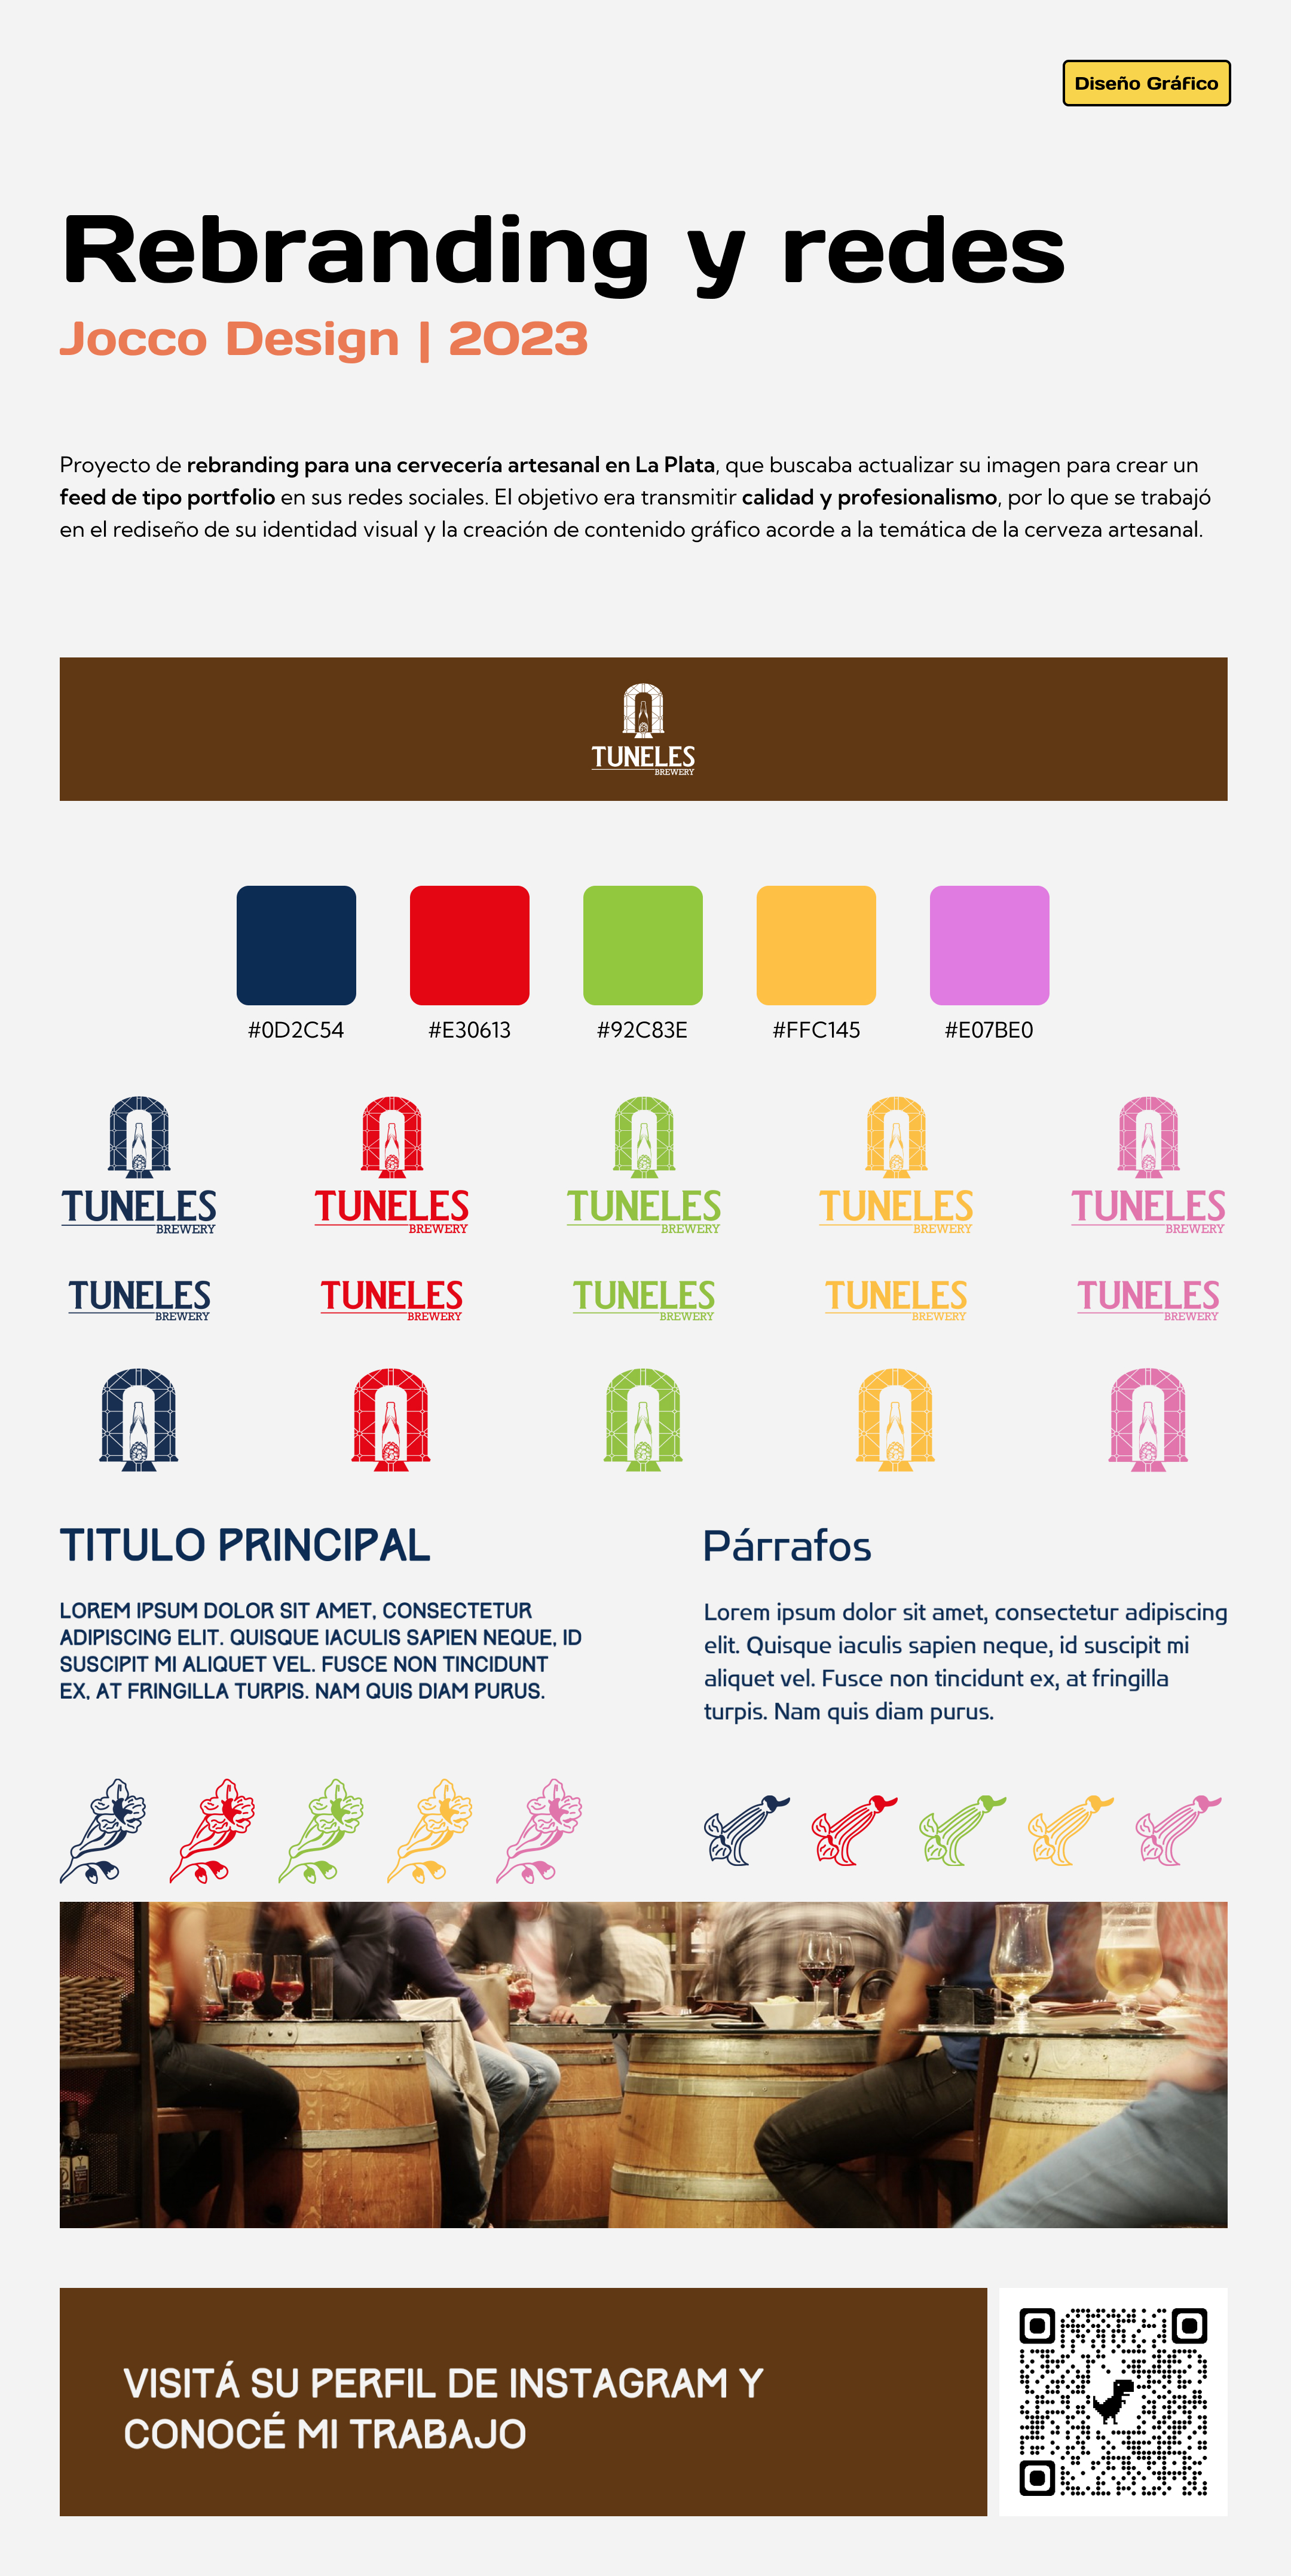 Diseño Gráfico
Rebranding y redes
Jocco Design | 2023
Proyecto de rebranding para una cervecería artesanal en La Plata, que buscaba actualizar su imagen para crear un
feed de tipo portfolio en sus redes sociales. El objetivo era transmitir calidad y profesionalismo, por lo que se trabajó
en el rediseño de su identidad visual y la creación de contenido gráfico acorde a la temática de la cerveza artesanal.
TUNELES
BREWERY
#0D2C54 #E30613 #92C83E #FFC145 #E07BE0
TUNELES TUNELES TUNELES TUNELES TUNELES
BREWERY BREWERY BREWERY BREWERY BREWERY
TUNELES TUNELES TUNELES TUNELES TUNELES
BREWERY BREWERY BREWERY BREWERY BREWERY
TITULO PRINCIPAL
LOREM IPSUM DOLOR SIT AMET, CONSECTETUR
ADIPISCING ELIT. QUISQUE IACULIS SAPIEN NEQUE, ID
SUSCIPIT MI ALIQUET VEL. FUSCE NON TINCIDUNT
EX, AT FRINGILLA TURPIS. NAM QUIS DIAM PURUS.
Párrafos
Lorem ipsum dolor sit amet, consectetur adipiscing
elit. Quisque iaculis sapien neque, id suscipit mi
aliquet vel. Fusce non tincidunt ex, at fringilla
turpis. Nam quis diam purus.
VISITÁ SU PERFIL DE INSTAGRAM Y
CONOCÉ MI TRABAJO